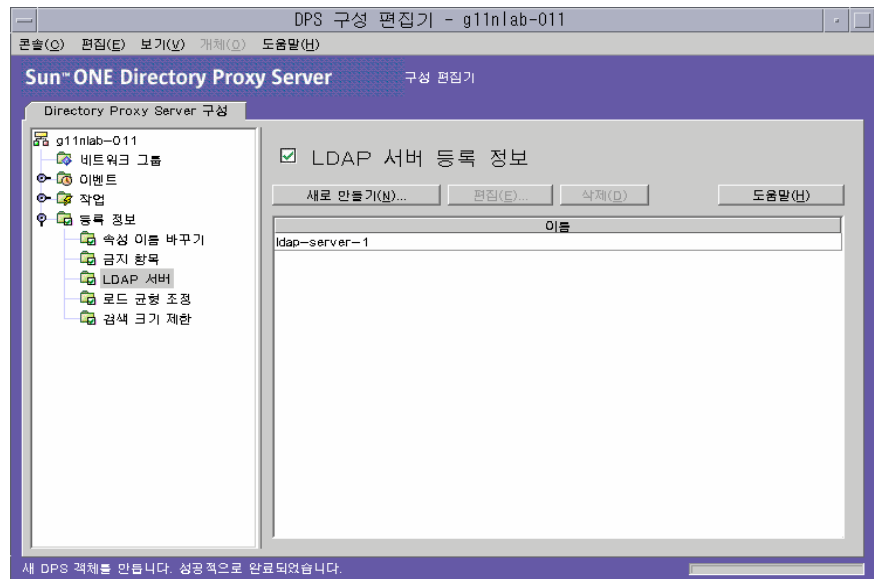 DPS 구성 편집기 - g11nlab-011
콘솔(O) 편집(E) 보기(V) 개체(O) 도움말(H)
Sun™ ONE Directory Proxy Server 구성 편집기
Directory Proxy Server 구성
g11nlab-011
비트워크 그룹
이벤트
작업
등록 정보
속성 이름 바꾸기
금지 항목
LDAP 서버
로드 균형 조정
검색 크기 제한
LDAP 서버 등록 정보
새로 만들기(N)... 편집(E)... 삭제(D) 도움말(H)
이름
ldap-server-1
새 DPS 객체를 만듭니다. 성공적으로 완료되었습니다.